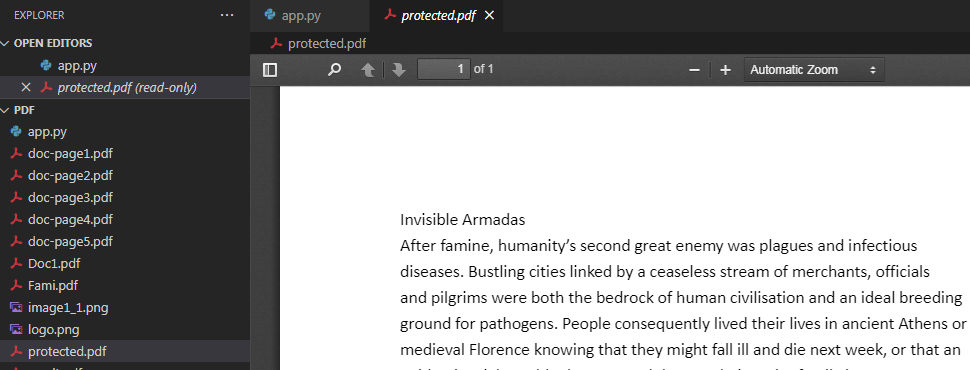 EXPLORER
OPEN EDITORS
app.py
protected.pdf (read-only)
PDF
app.py
doc-page1.pdf
doc-page2.pdf
doc-page3.pdf
doc-page4.pdf
doc-page5.pdf
Doc1.pdf
Fami.pdf
image1_1.png
logo.png
protected.pdf
app.py
protected.pdf
protected.pdf
1 of 1
Automatic Zoom
Invisible Armadas
After famine, humanity’s second great enemy was plagues and infectious
diseases. Bustling cities linked by a ceaseless stream of merchants, officials
and pilgrims were both the bedrock of human civilisation and an ideal breeding
ground for pathogens. People consequently lived their lives in ancient Athens or
medieval Florence knowing that they might fall ill and die next week, or that an